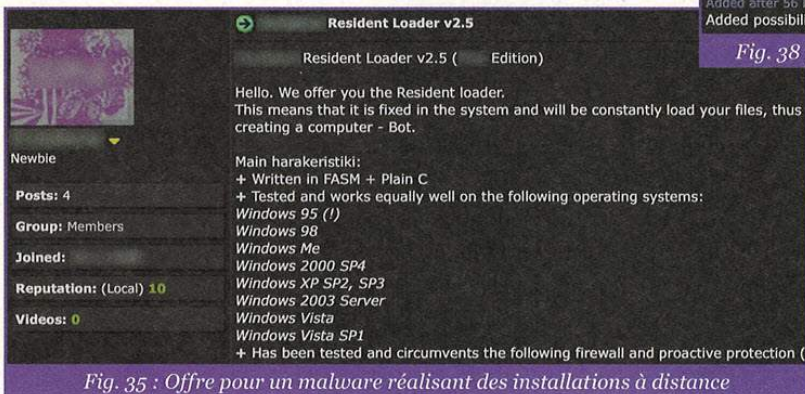 Added after 56
Added possibil
Fig. 38
Resident Loader v2.5
Resident Loader v2.5 ( Edition)
Hello. We offer you the Resident loader.
This means that it is fixed in the system and will be constantly load your files, thus
creating a computer - Bot.
Main harakeristiki:
+ Written in FASM + Plain C
+ Tested and works equally well on the following operating systems:
Windows 95 (!)
Windows 98
Windows Me
Windows 2000 SP4
Windows XP SP2, SP3
Windows 2003 Server
Windows Vista
Windows Vista SP1
+ Has been tested and circumvents the following firewall and proactive protection (
Newbie
Posts: 4
Group: Members
Joined:
Reputation: (Local) 10
Videos: 0
Fig. 35 : Offre pour un malware réalisant des installations à distance